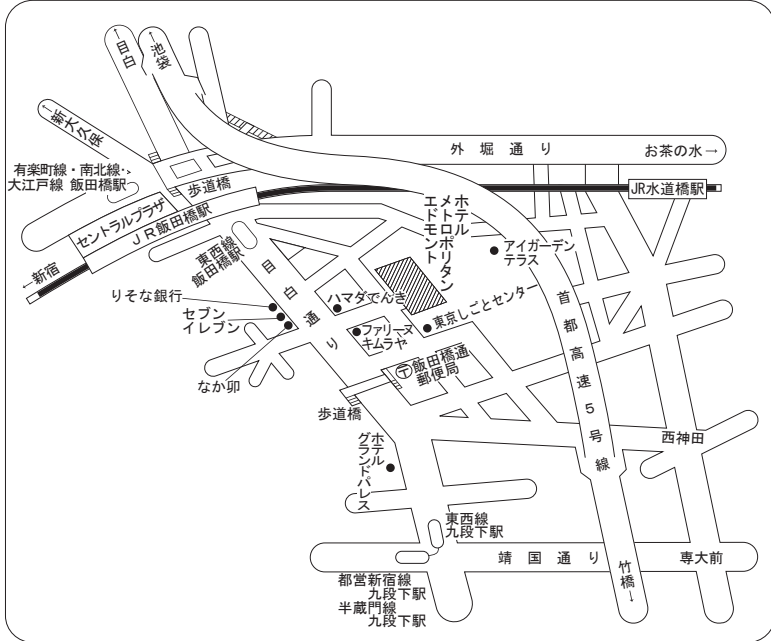 ←目白
←池袋
←新大久保
外堀通り
お茶の水→
有楽町線・南北線・
大江戸線 飯田橋駅
歩道橋
JR水道橋駅
セントラルプラザ
JR飯田橋駅
ホテル
メトロポリタン
エドモント
東西線
飯田橋駅
アイガーデン
テラス
←新宿
目白通り
りそな銀行
ハマダでんき
セブン
イレブン
東京しごとセンター
ファリーヌ
キムラヤ
首都高速5号線
〒飯田橋通
郵便局
なか卯
歩道橋
西神田
ホテル
グランドパレス
東西線
九段下駅
靖国通り
専大前
竹橋→
都営新宿線
九段下駅
半蔵門線
九段下駅